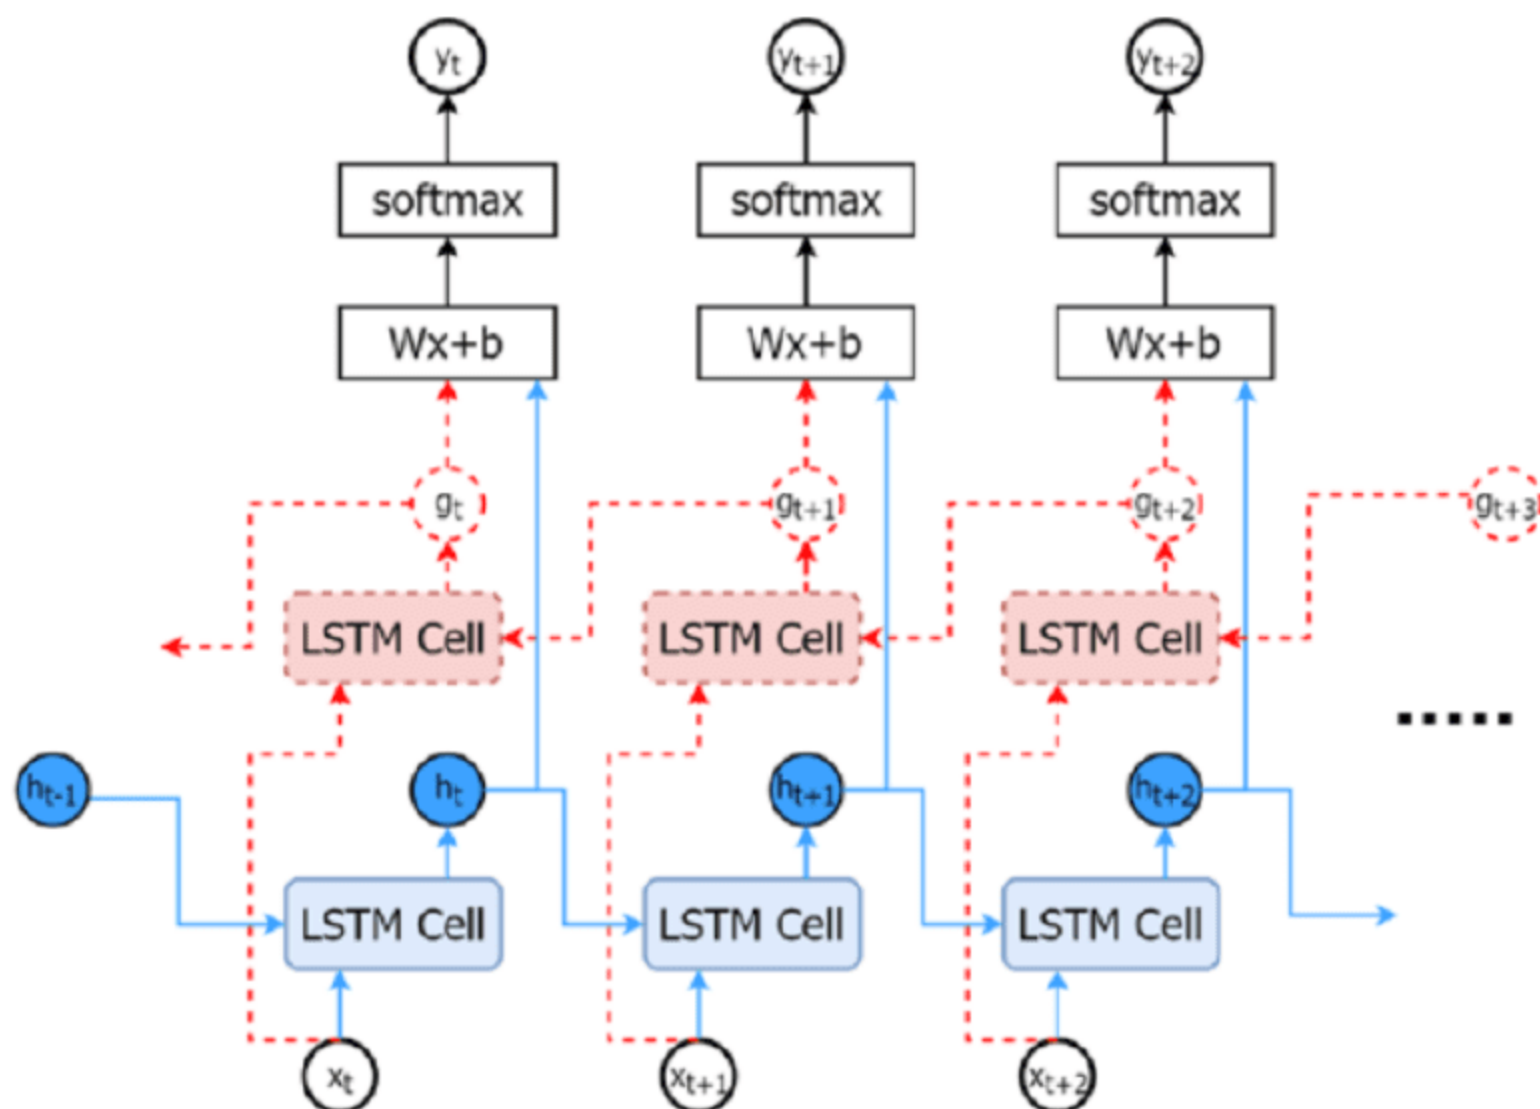 yt yt+1 yt+2
softmax softmax softmax
Wx+b Wx+b Wx+b
gt gt+1 gt+2 gt+3
LSTM Cell LSTM Cell LSTM Cell
ht-1 ht ht+1 ht+2
LSTM Cell LSTM Cell LSTM Cell
xt xt+1 xt+2